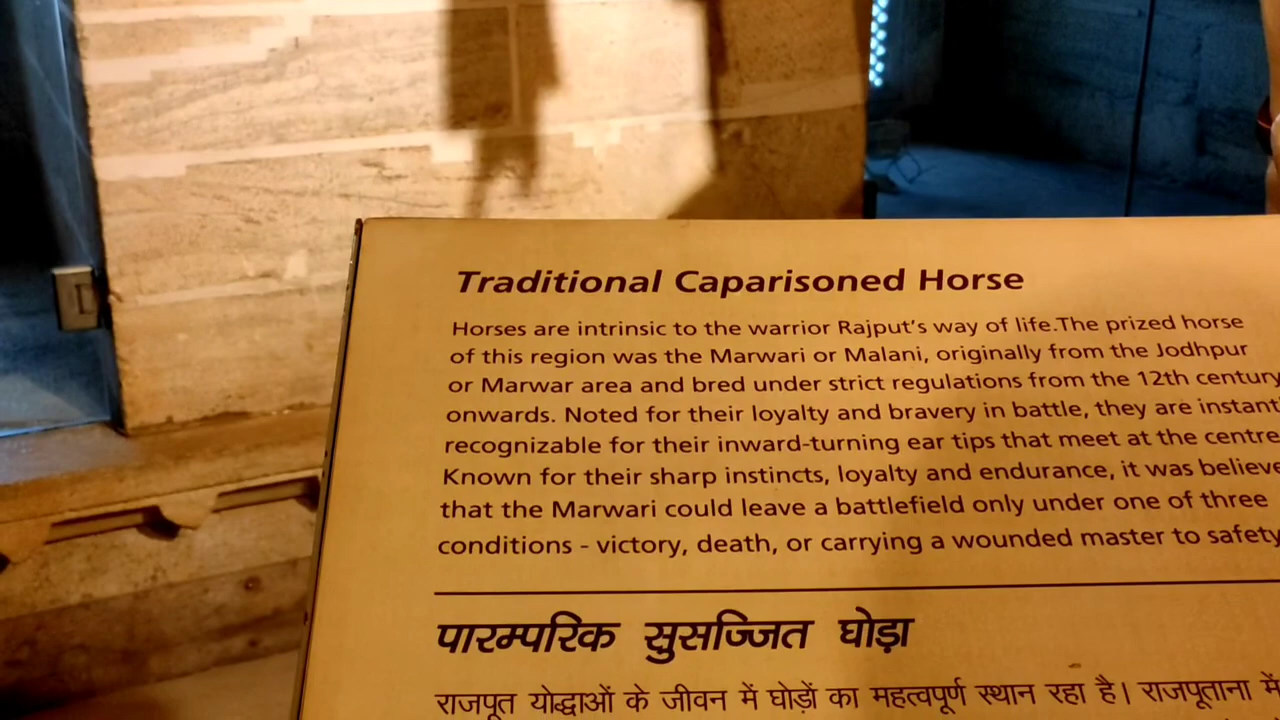 Traditional Caparisoned Horse
Horses are intrinsic to the warrior Rajput's way of life.The prized horse
of this region was the Marwari or Malani, originally from the Jodhpur
or Marwar area and bred under strict regulations from the 12th century
onwards. Noted for their loyalty and bravery in battle, they are
recognizable for their inward-turning ear tips that meet at the centre.
Known for their sharp instincts, loyalty and endurance, it was
that the Marwari could leave a battlefield only under one of three
conditions - victory, death, or carrying a wounded master to safety
पारम्परिक सुसज्जित घोड़ा
राजपूत योद्धाओं के जीवन में घोड़ों का महत्वपूर्ण स्थान रहा है। राजपूताना में